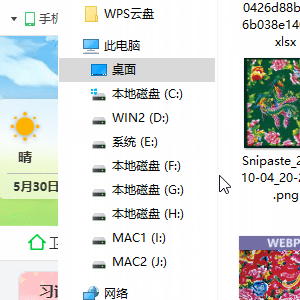 手机
晴
5月30日
卫
习
WPS云盘
此电脑
桌面
本地磁盘 (C:)
WIN2 (D:)
系统 (E:)
本地磁盘 (F:)
本地磁盘 (G:)
本地磁盘 (H:)
MAC1 (I:)
MAC2 (J:)
网络
0426d88b
6b038e14
xlsx
Snipaste_2
10-04_20-2
.png
WEBP